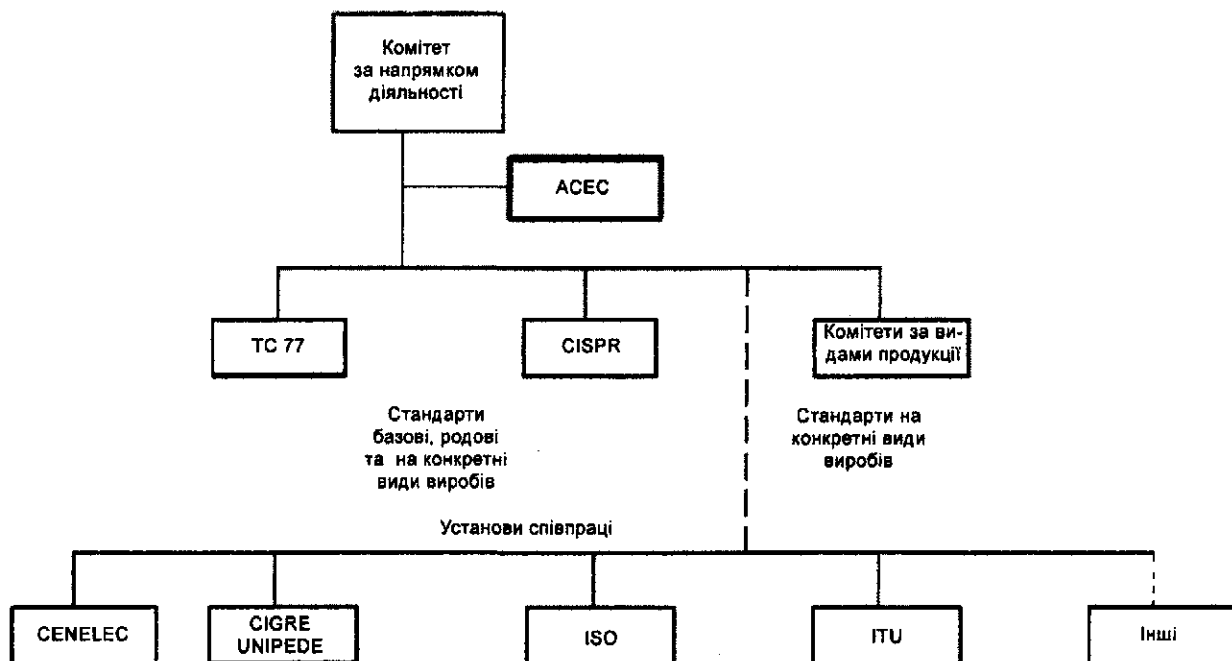 Комітет
за напрямком
діяльності
ACEC
TC 77
CISPR
Комітети за ви-
дами продукції
Стандарти
базові, родові
та на конкретні
види виробів
Стандарти на
конкретні види
виробів
Установи співпраці
CENELEC
CIGRE
UNIPEDE
ISO
ITU
Інші